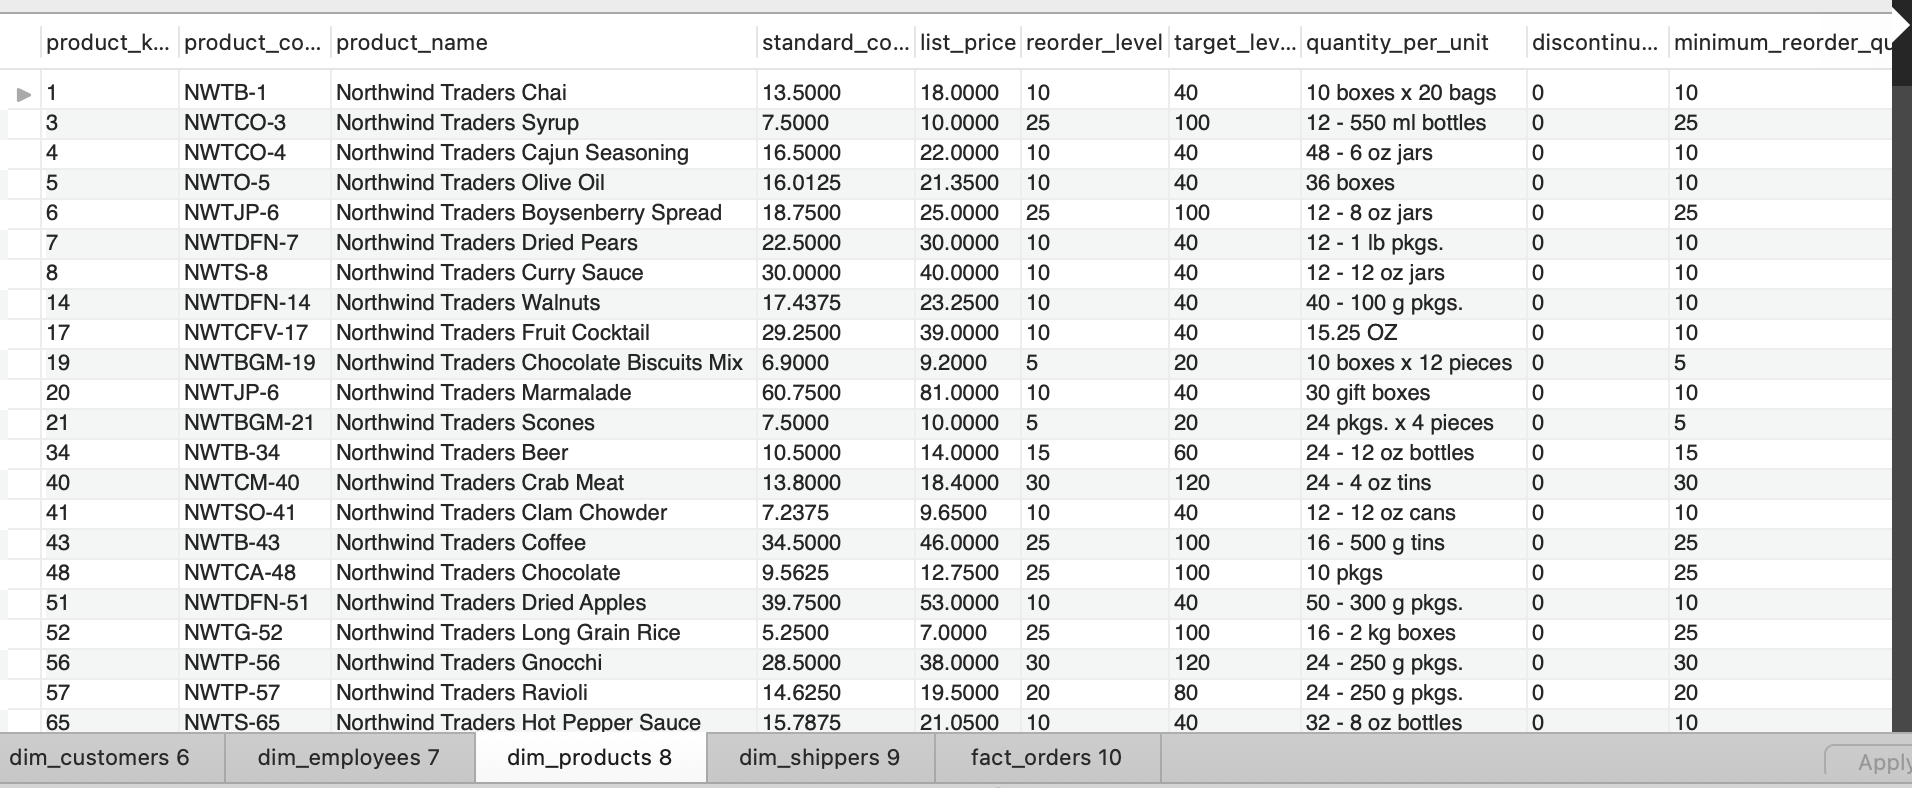 product_k... product_co... product_name standard_co... list_price reorder_level target_lev... quantity_per_unit discontinu... minimum_reorder_qu
1 NWTB-1 Northwind Traders Chai 13.5000 18.0000 10 40 10 boxes x 20 bags 0 10
3 NWTCO-3 Northwind Traders Syrup 7.5000 10.0000 25 100 12 - 550 ml bottles 0 25
4 NWTCO-4 Northwind Traders Cajun Seasoning 16.5000 22.0000 10 40 48 - 6 oz jars 0 10
5 NWTO-5 Northwind Traders Olive Oil 16.0125 21.3500 10 40 36 boxes 0 10
6 NWTJP-6 Northwind Traders Boysenberry Spread 18.7500 25.0000 25 100 12 - 8 oz jars 0 25
7 NWTDFN-7 Northwind Traders Dried Pears 22.5000 30.0000 10 40 12 - 1 lb pkgs. 0 10
8 NWTS-8 Northwind Traders Curry Sauce 30.0000 40.0000 10 40 12 - 12 oz jars 0 10
14 NWTDFN-14 Northwind Traders Walnuts 17.4375 23.2500 10 40 40 - 100 g pkgs. 0 10
17 NWTCFV-17 Northwind Traders Fruit Cocktail 29.2500 39.0000 10 40 15.25 OZ 0 10
19 NWTBGM-19 Northwind Traders Chocolate Biscuits Mix 6.9000 9.2000 5 20 10 boxes x 12 pieces 0 5
20 NWTJP-6 Northwind Traders Marmalade 60.7500 81.0000 10 40 30 gift boxes 0 10
21 NWTBGM-21 Northwind Traders Scones 7.5000 10.0000 5 20 24 pkgs. x 4 pieces 0 5
34 NWTB-34 Northwind Traders Beer 10.5000 14.0000 15 60 24 - 12 oz bottles 0 15
40 NWTCM-40 Northwind Traders Crab Meat 13.8000 18.4000 30 120 24 - 4 oz tins 0 30
41 NWTSO-41 Northwind Traders Clam Chowder 7.2375 9.6500 10 40 12 - 12 oz cans 0 10
43 NWTB-43 Northwind Traders Coffee 34.5000 46.0000 25 100 16 - 500 g tins 0 25
48 NWTCA-48 Northwind Traders Chocolate 9.5625 12.7500 25 100 10 pkgs 0 25
51 NWTDFN-51 Northwind Traders Dried Apples 39.7500 53.0000 10 40 50 - 300 g pkgs. 0 10
52 NWTG-52 Northwind Traders Long Grain Rice 5.2500 7.0000 25 100 16 - 2 kg boxes 0 25
56 NWTP-56 Northwind Traders Gnocchi 28.5000 38.0000 30 120 24 - 250 g pkgs. 0 30
57 NWTP-57 Northwind Traders Ravioli 14.6250 19.5000 20 80 24 - 250 g pkgs. 0 20
65 NWTS-65 Northwind Traders Hot Pepper Sauce 15.7875 21.0500 10 40 32 - 8 oz bottles 0 10
dim_customers 6 dim_employees 7 dim_products 8 dim_shippers 9 fact_orders 10 Apply